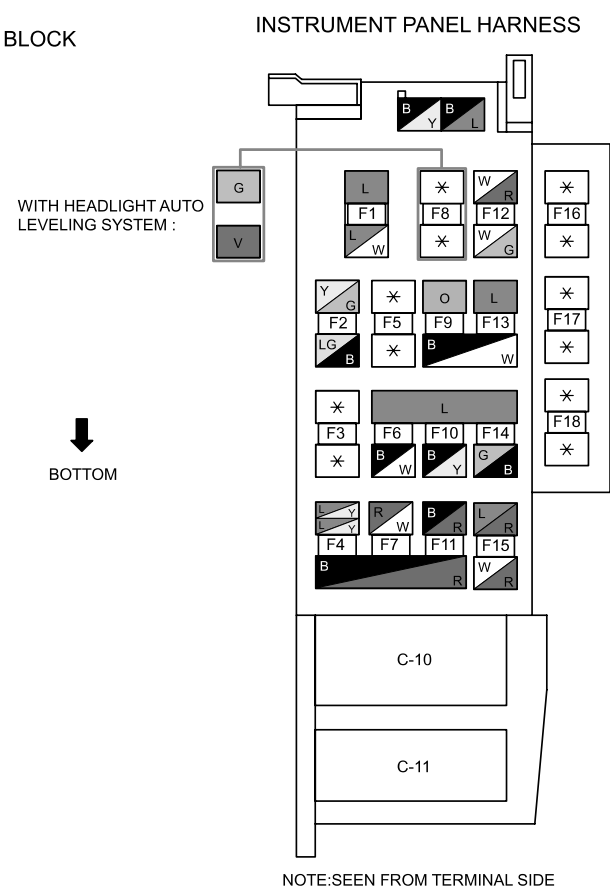 INSTRUMENT PANEL HARNESS
BLOCK
B Y B L
G
V
WITH HEADLIGHT AUTO
LEVELING SYSTEM :
L * W R
F1 F8 F12 F16
L W * W G *
*
Y G * O L *
F2 F5 F9 F13 F17
LG B * B W *
* L *
F3 F6 F10 F14 F18
* B W B Y G B *
BOTTOM
L Y
L Y
R W B R L R
F4 F7 F11 F15
B R W R
C-10
C-11
NOTE:SEEN FROM TERMINAL SIDE